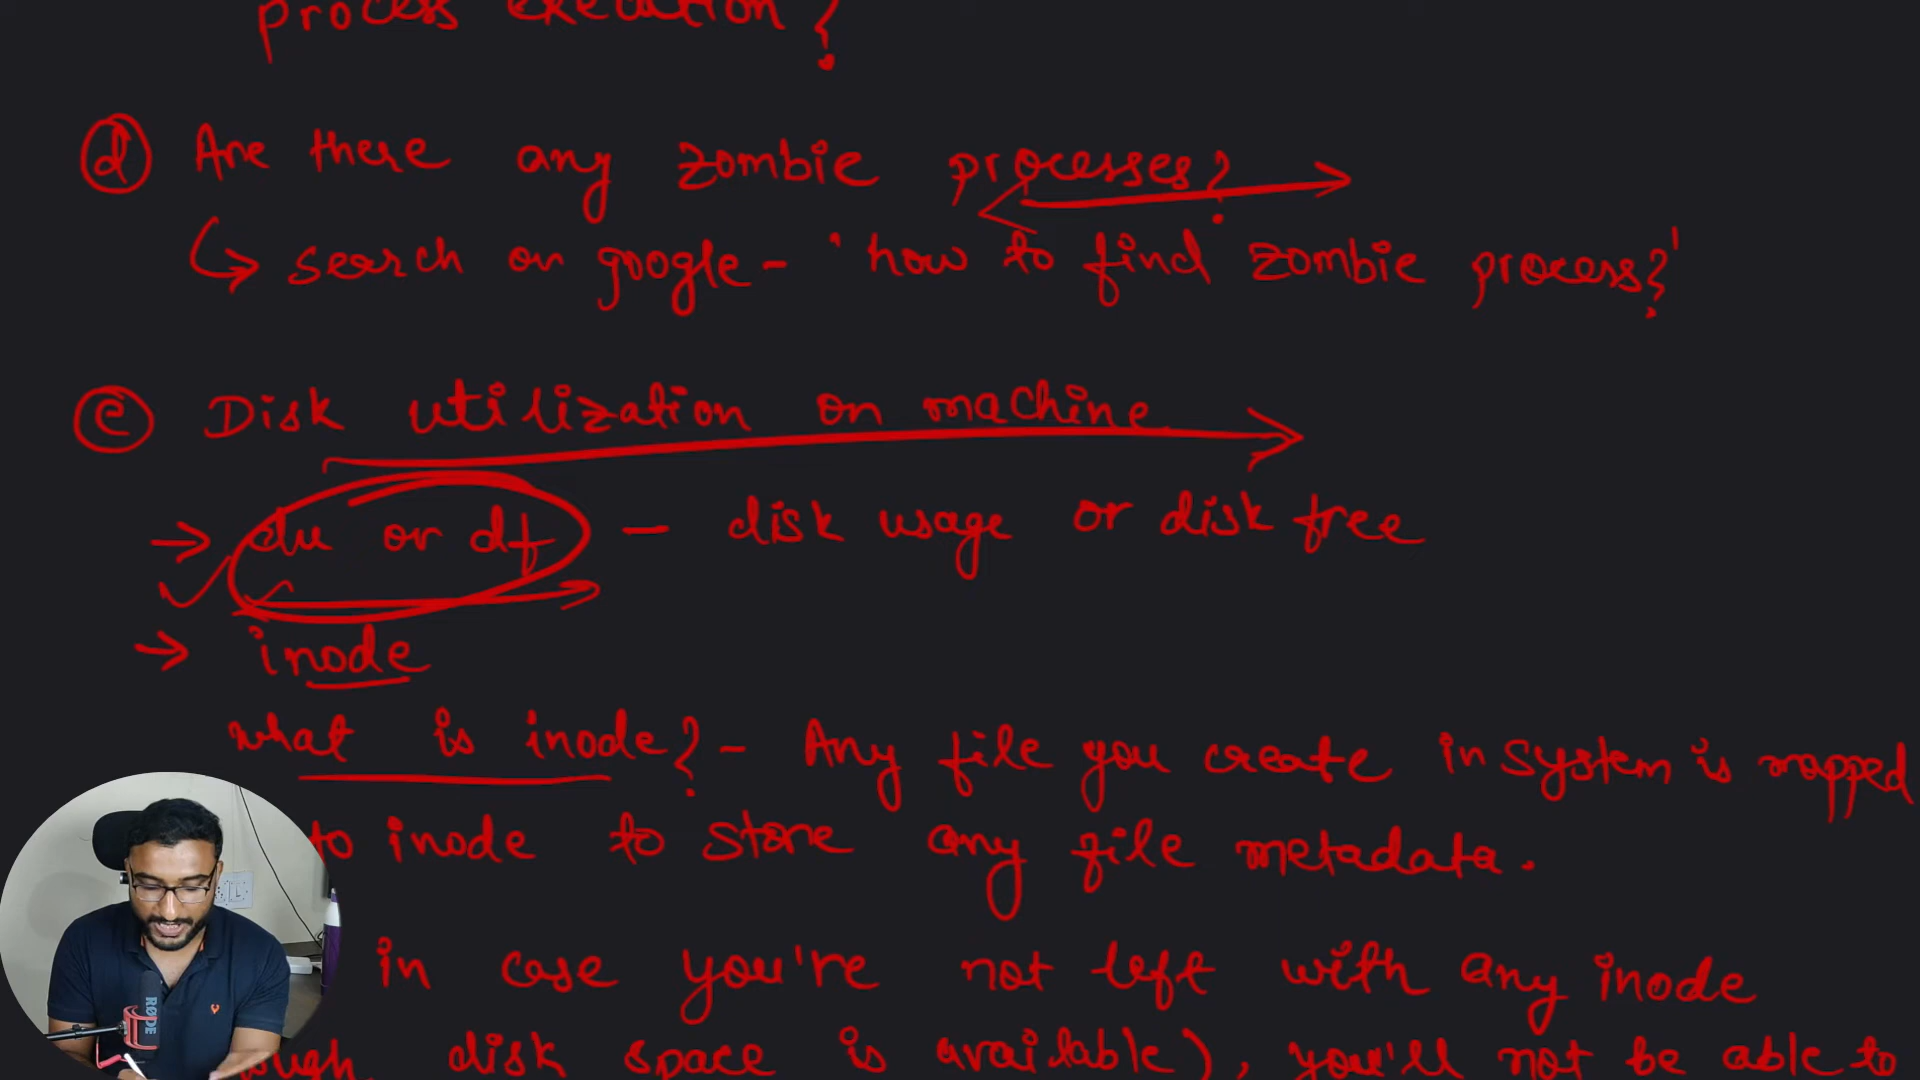 process execution?
d Are there any zombie processes?
↳ search on google - 'how to find zombie process?'
e Disk utilization on machine
→ du or df - disk usage or disk free
→ inode
what is inode? - Any file you create in system is mapped
to inode to store any file metadata.
in case you're not left with any inode
disk space is available), you'll not be able to
RØDE